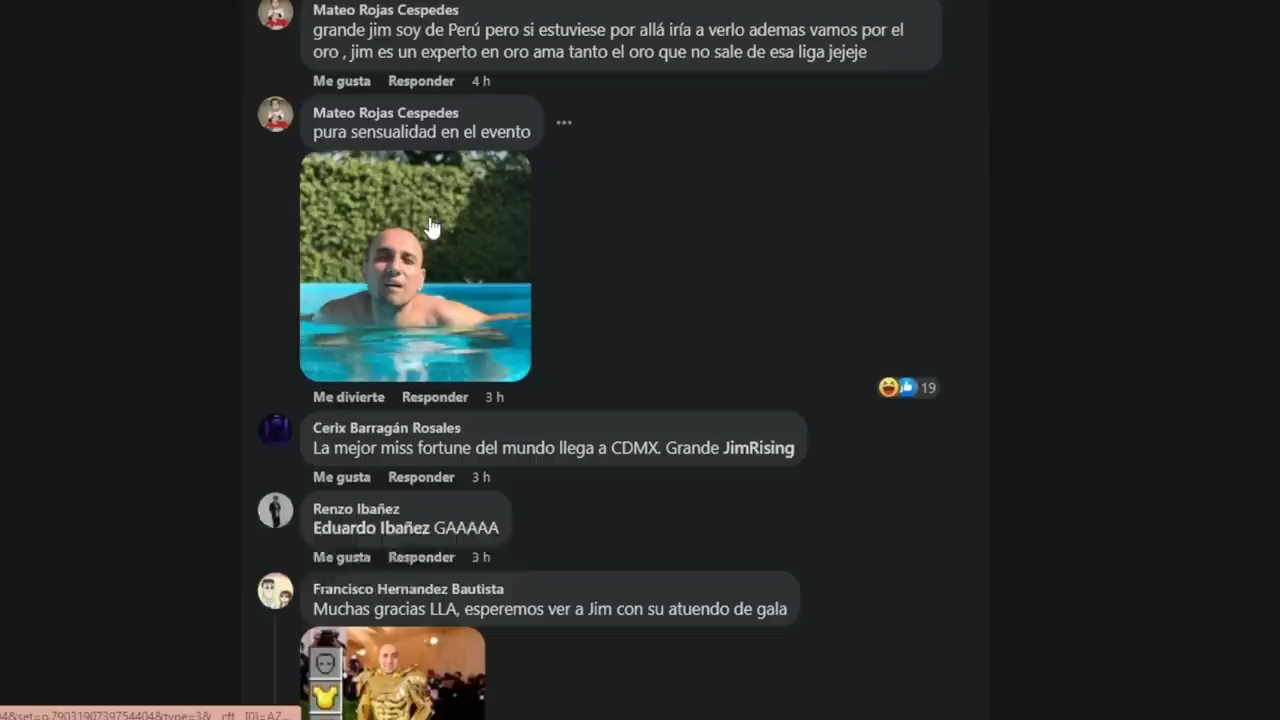 Mateo Rojas Cespedes
grande jim soy de Perú pero si estuviese por allá iría a verlo ademas vamos por el
oro , jim es un experto en oro ama tanto el oro que no sale de esa liga jejeje
Me gusta Responder 4 h
Mateo Rojas Cespedes
pura sensualidad en el evento
Me divierte Responder 3 h
19
Cerix Barragán Rosales
La mejor miss fortune del mundo llega a CDMX. Grande JimRising
Me gusta Responder 3 h
Renzo Ibañez
Eduardo Ibañez GAAAAA
Me gusta Responder 3 h
Francisco Hernandez Bautista
Muchas gracias LLA, esperemos ver a Jim con su atuendo de gala